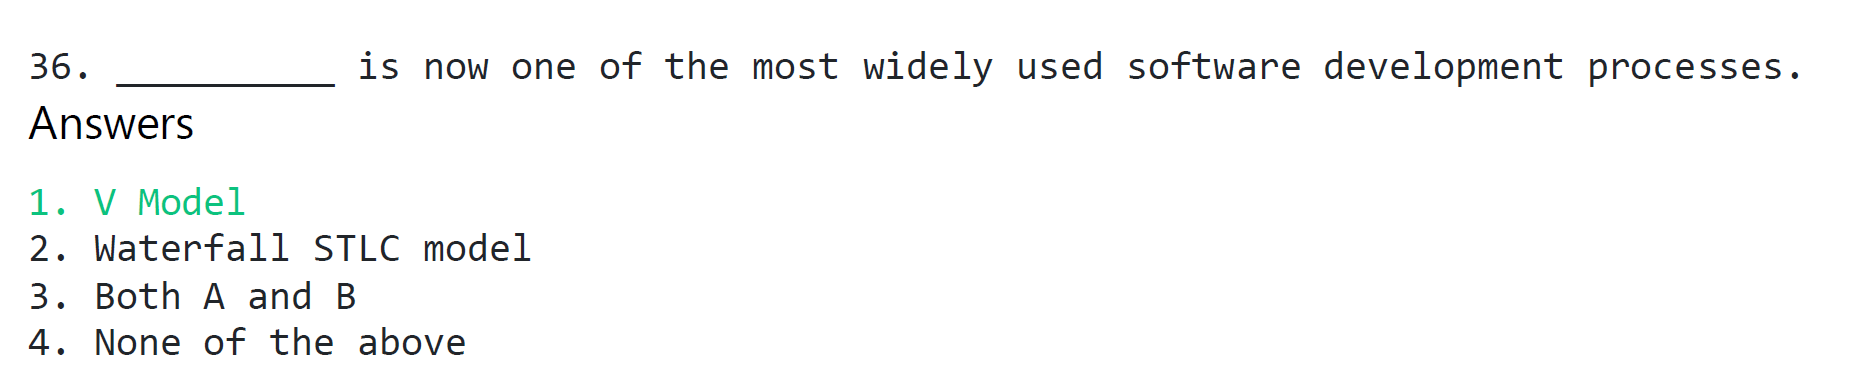 36. __________ is now one of the most widely used software development processes.
Answers
1. V Model
2. Waterfall STLC model
3. Both A and B
4. None of the above